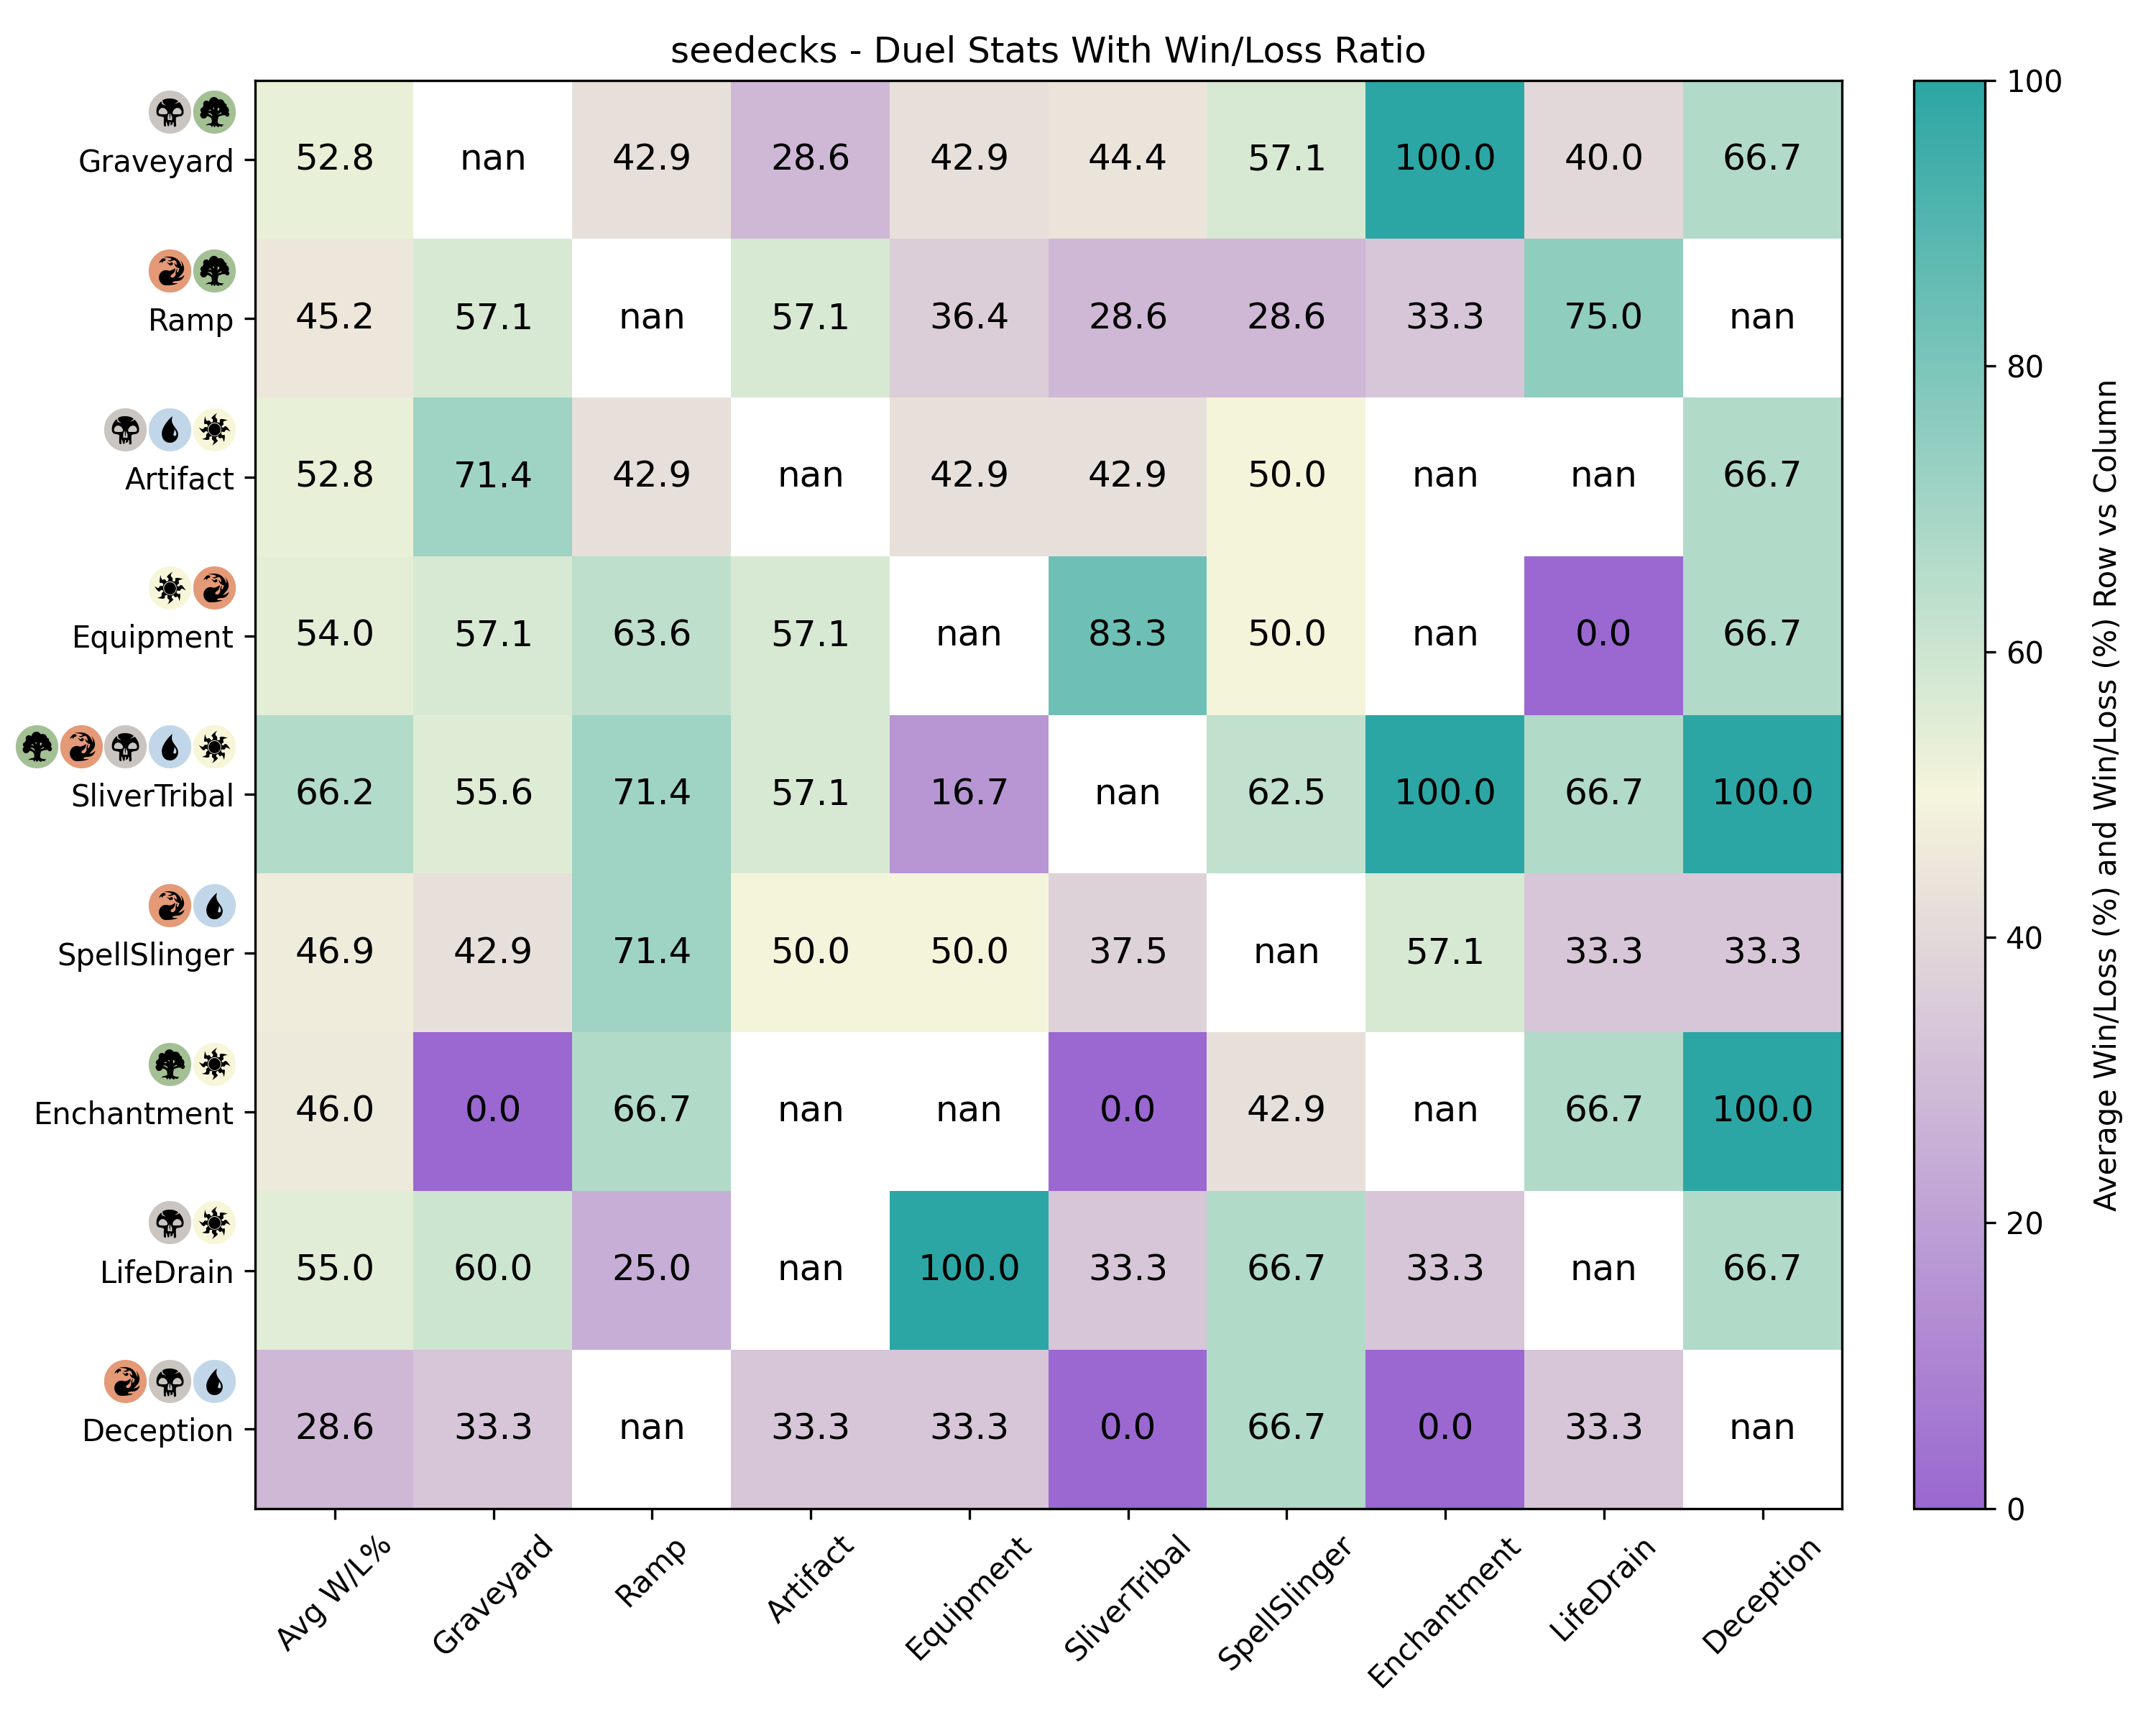 seedecks - Duel Stats With Win/Loss Ratio
Graveyard 52.8 nan 42.9 28.6 42.9 44.4 57.1 100.0 40.0 66.7
Ramp 45.2 57.1 nan 57.1 36.4 28.6 28.6 33.3 75.0 nan
Artifact 52.8 71.4 42.9 nan 42.9 42.9 50.0 nan nan 66.7
Equipment 54.0 57.1 63.6 57.1 nan 83.3 50.0 nan 0.0 66.7
SliverTribal 66.2 55.6 71.4 57.1 16.7 nan 62.5 100.0 66.7 100.0
SpellSlinger 46.9 42.9 71.4 50.0 50.0 37.5 nan 57.1 33.3 33.3
Enchantment 46.0 0.0 66.7 nan nan 0.0 42.9 nan 66.7 100.0
LifeDrain 55.0 60.0 25.0 nan 100.0 33.3 66.7 33.3 nan 66.7
Deception 28.6 33.3 nan 33.3 33.3 0.0 66.7 0.0 33.3 nan
Avg W/L% Graveyard Ramp Artifact Equipment SliverTribal SpellSlinger Enchantment LifeDrain Deception
100
80
60
40
20
0
Average Win/Loss (%) and Win/Loss (%) Row vs Column